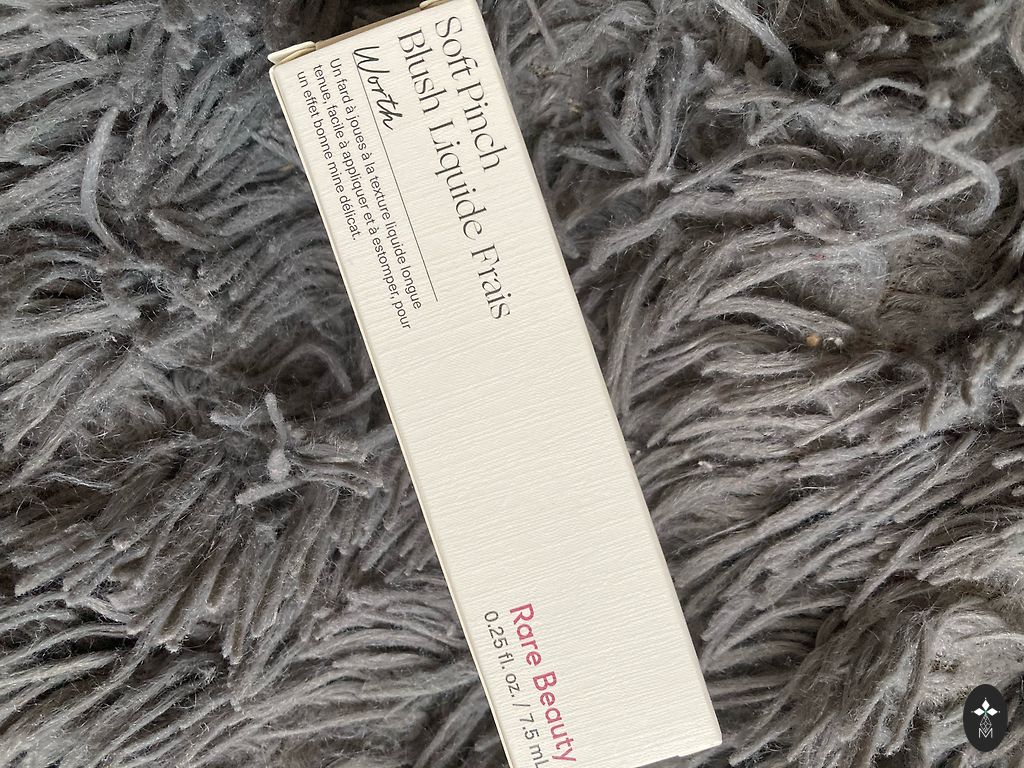 Soft Pinch
Blush Liquide Frais
Worth
Un fard à joues à la texture liquide longue
tenue, facile à appliquer et à estomper, pour
un effet bonne mine délicat.
Rare Beauty
0.25 fl. oz. / 7.5 mL